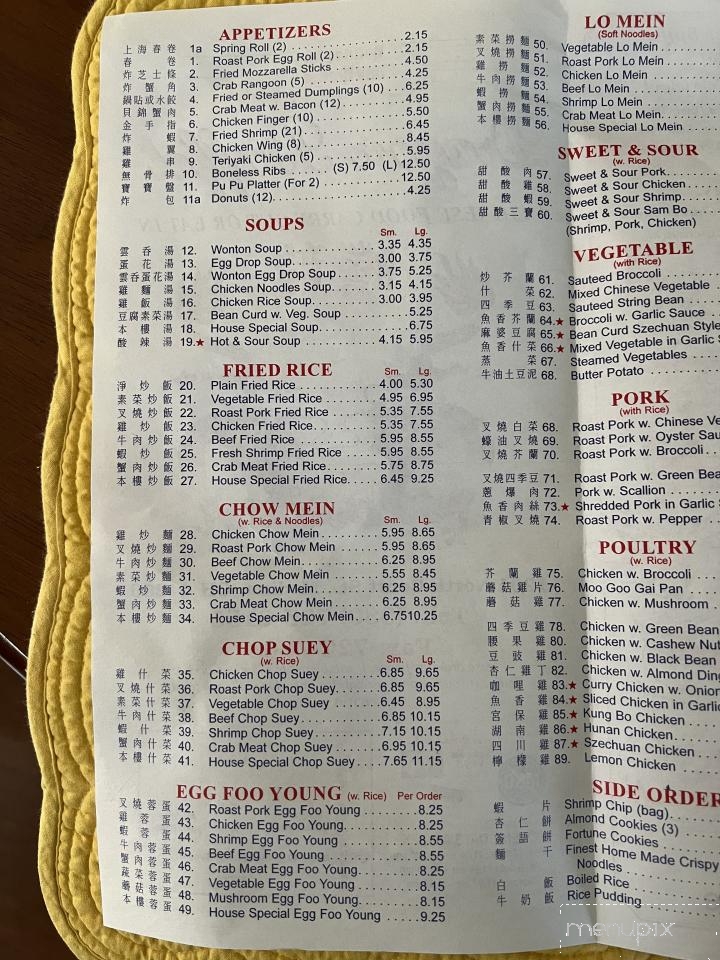 APPETIZERS
上海春卷 1a Spring Roll (2) 2.15
春卷 1. Roast Pork Egg Roll (2) 2.15
炸芝士條 2. Fried Mozzarella Sticks 4.50
炸蟹角 3. Crab Rangoon (5) 4.25
鍋貼或水餃 4. Fried or Steamed Dumplings (10) 6.25
貝錦蟹肉 5. Crab Meat w. Bacon (12) 4.95
金手指 6. Chicken Finger (10) 5.50
炸蝦 7. Fried Shrimp (21) 6.45
雞翼 8. Chicken Wing (8) 8.45
雞串 9. Teriyaki Chicken (5) 5.95
無骨排 10. Boneless Ribs (S) 7.50 (L) 12.50
寶寶盤 11. Pu Pu Platter (For 2) 12.50
炸包 11a Donuts (12) 4.25
SOUPS
Sm. Lg.
雲吞湯 12. Wonton Soup 3.35 4.35
蛋花湯 13. Egg Drop Soup 3.00 3.75
雲吞蛋花湯 14. Wonton Egg Drop Soup 3.75 5.25
雞麵湯 15. Chicken Noodles Soup 3.15 4.15
雞飯湯 16. Chicken Rice Soup 3.00 3.95
豆腐素菜湯 17. Bean Curd w. Veg. Soup 5.25
本樓湯 18. House Special Soup 6.75
酸辣湯 19.★ Hot & Sour Soup 4.15 5.95
FRIED RICE Sm. Lg.
淨炒飯 20. Plain Fried Rice 4.00 5.30
素菜炒飯 21. Vegetable Fried Rice 4.95 6.95
叉燒炒飯 22. Roast Pork Fried Rice 5.35 7.55
雞炒飯 23. Chicken Fried Rice 5.35 7.55
牛肉炒飯 24. Beef Fried Rice 5.95 8.55
蝦炒飯 25. Fresh Shrimp Fried Rice 5.95 8.55
蟹肉炒飯 26. Crab Meat Fried Rice 5.75 8.75
本樓炒飯 27. House Special Fried Rice 6.45 9.25
CHOW MEIN
(w. Rice & Noodles) Sm. Lg.
雞炒麵 28. Chicken Chow Mein 5.95 8.65
叉燒炒麵 29. Roast Pork Chow Mein 5.95 8.65
牛肉炒麵 30. Beef Chow Mein 6.25 8.95
素菜炒麵 31. Vegetable Chow Mein 5.55 8.45
蝦炒麵 32. Shrimp Chow Mein 6.25 8.95
蟹肉炒麵 33. Crab Meat Chow Mein 6.25 8.95
本樓炒麵 34. House Special Chow Mein 6.75 10.25
CHOP SUEY
(w. Rice) Sm. Lg.
雞什菜 35. Chicken Chop Suey 6.85 9.65
叉燒什菜 36. Roast Pork Chop Suey 6.85 9.65
素菜什菜 37. Vegetable Chop Suey 6.45 8.95
牛肉什菜 38. Beef Chop Suey 6.85 10.15
蝦什菜 39. Shrimp Chop Suey 7.15 10.15
蟹肉什菜 40. Crab Meat Chop Suey 6.95 10.15
本樓什菜 41. House Special Chop Suey 7.65 11.15
EGG FOO YOUNG (w. Rice) Per Order
叉燒蓉蛋 42. Roast Pork Egg Foo Young 8.25
雞蓉蛋 43. Chicken Egg Foo Young 8.25
蝦蓉蛋 44. Shrimp Egg Foo Young 8.55
牛肉蓉蛋 45. Beef Egg Foo Young 8.55
蟹肉蓉蛋 46. Crab Meat Egg Foo Young 8.25
蔬菜蓉蛋 47. Vegetable Egg Foo Young 8.15
蘑菇蓉蛋 48. Mushroom Egg Foo Young 8.15
本樓蓉蛋 49. House Special Egg Foo Young 9.25
LO MEIN
(Soft Noodles)
素菜撈麵 50. Vegetable Lo Mein
叉燒撈麵 51. Roast Pork Lo Mein
雞撈麵 52. Chicken Lo Mein
牛肉撈麵 53. Beef Lo Mein
蝦撈麵 54. Shrimp Lo Mein
蟹肉撈麵 55. Crab Meat Lo Mein
本樓撈麵 56. House Special Lo Mein
SWEET & SOUR
(w. Rice)
甜酸肉 57. Sweet & Sour Pork
甜酸雞 58. Sweet & Sour Chicken
甜酸蝦 59. Sweet & Sour Shrimp
甜酸三寶 60. Sweet & Sour Sam Bo
(Shrimp, Pork, Chicken)
VEGETABLE
(with Rice)
炒芥蘭 61. Sauteed Broccoli
什菜 62. Mixed Chinese Vegetable
四季豆 63. Sauteed String Bean
魚香芥蘭 64.★ Broccoli w. Garlic Sauce
麻婆豆腐 65.★ Bean Curd Szechuan Style
魚香什菜 66.★ Mixed Vegetable in Garlic S
蒸菜 67. Steamed Vegetables
牛油土豆泥 68. Butter Potato
PORK
(with Rice)
叉燒白菜 68. Roast Pork w. Chinese Ve
蠔油叉燒 69. Roast Pork w. Oyster Sau
叉燒芥蘭 70. Roast Pork w. Broccoli
叉燒四季豆 71. Roast Pork w. Green Bea
蔥爆肉 72. Pork w. Scallion
魚香肉絲 73.★ Shredded Pork in Garlic S
青椒叉燒 74. Roast Pork w. Pepper
POULTRY
(w. Rice)
芥蘭雞 75. Chicken w. Broccoli
蘑菇雞片 76. Moo Goo Gai Pan
蘑菇雞 77. Chicken w. Mushroom
四季豆雞 78. Chicken w. Green Bean
腰果雞 80. Chicken w. Cashew Nut
豆豉雞 81. Chicken w. Black Bean
杏仁雞丁 82. Chicken w. Almond Ding
咖哩雞 83.★ Curry Chicken w. Onion
魚香雞 84.★ Sliced Chicken in Garlic
宮保雞 85.★ Kung Bo Chicken
湖南雞 86.★ Hunan Chicken
四川雞 87.★ Szechuan Chicken
檸檬雞 89. Lemon Chicken
SIDE ORDER
蝦片 Shrimp Chip (bag)
杏仁餅 Almond Cookies (3)
簽語餅 Fortune Cookies
麵干 Finest Home Made Crispy
Noodles
白飯 Boiled Rice
牛奶飯 Rice Pudding
menupix